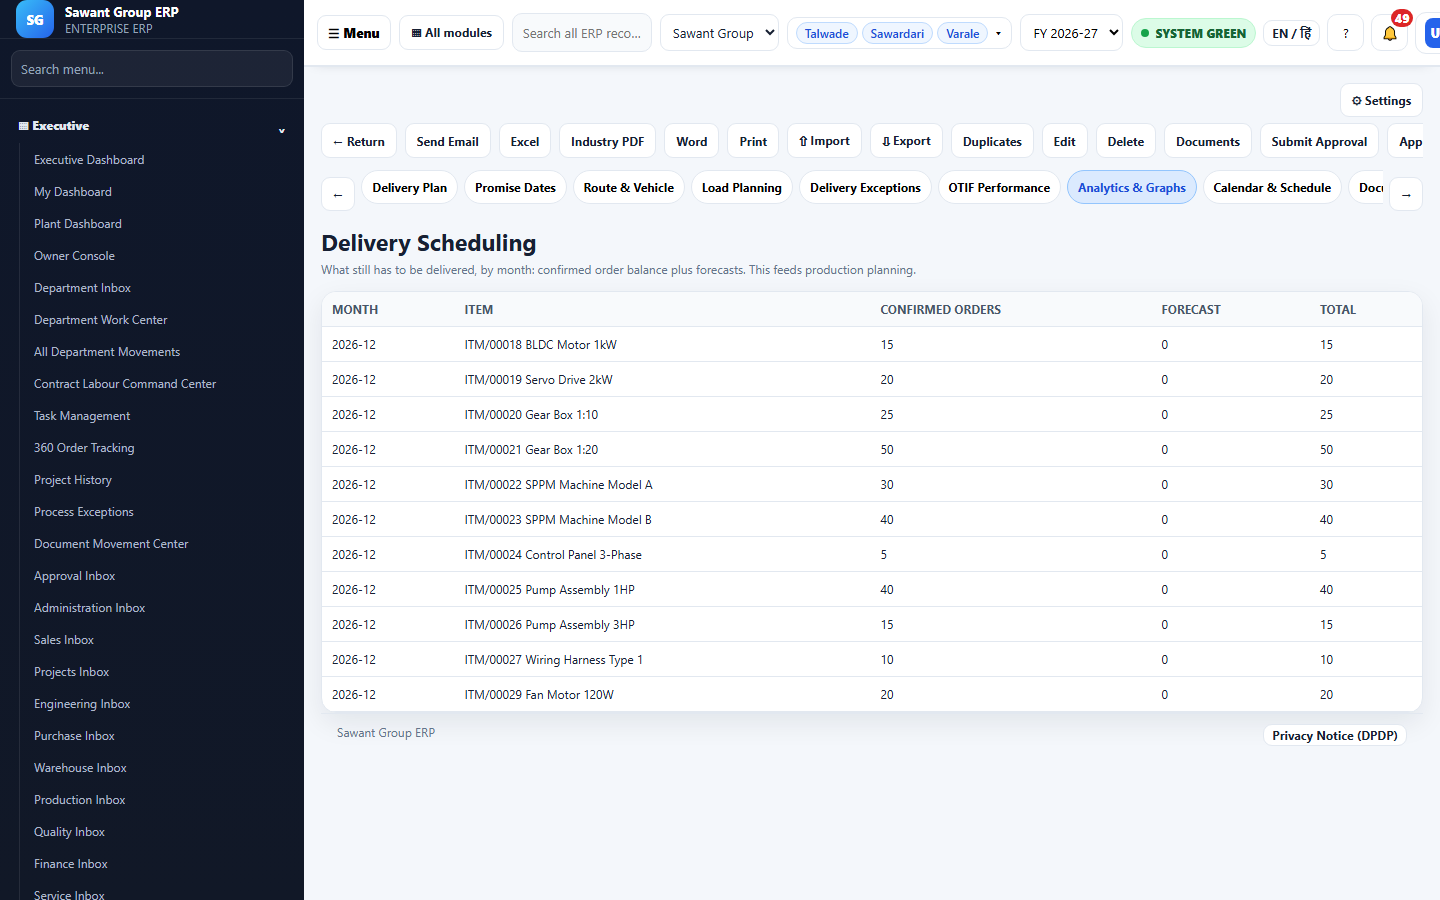 SG
Sawant Group ERP
ENTERPRISE ERP
Search menu...
Executive
Executive Dashboard
My Dashboard
Plant Dashboard
Owner Console
Department Inbox
Department Work Center
All Department Movements
Contract Labour Command Center
Task Management
360 Order Tracking
Project History
Process Exceptions
Document Movement Center
Approval Inbox
Administration Inbox
Sales Inbox
Projects Inbox
Engineering Inbox
Purchase Inbox
Warehouse Inbox
Production Inbox
Quality Inbox
Finance Inbox
Service Inbox
☰ Menu All modules Search all ERP reco... Sawant Group Talwade Sawardari Varale FY 2026-27 SYSTEM GREEN EN / हिं ? 49 U
⚙ Settings
← Return Send Email Excel Industry PDF Word Print ⇧ Import ⇩ Export Duplicates Edit Delete Documents Submit Approval App
← Delivery Plan Promise Dates Route & Vehicle Load Planning Delivery Exceptions OTIF Performance Analytics & Graphs Calendar & Schedule Docu →
Delivery Scheduling
What still has to be delivered, by month: confirmed order balance plus forecasts. This feeds production planning.
MONTH ITEM CONFIRMED ORDERS FORECAST TOTAL
2026-12 ITM/00018 BLDC Motor 1kW 15 0 15
2026-12 ITM/00019 Servo Drive 2kW 20 0 20
2026-12 ITM/00020 Gear Box 1:10 25 0 25
2026-12 ITM/00021 Gear Box 1:20 50 0 50
2026-12 ITM/00022 SPPM Machine Model A 30 0 30
2026-12 ITM/00023 SPPM Machine Model B 40 0 40
2026-12 ITM/00024 Control Panel 3-Phase 5 0 5
2026-12 ITM/00025 Pump Assembly 1HP 40 0 40
2026-12 ITM/00026 Pump Assembly 3HP 15 0 15
2026-12 ITM/00027 Wiring Harness Type 1 10 0 10
2026-12 ITM/00029 Fan Motor 120W 20 0 20
Sawant Group ERP Privacy Notice (DPDP)